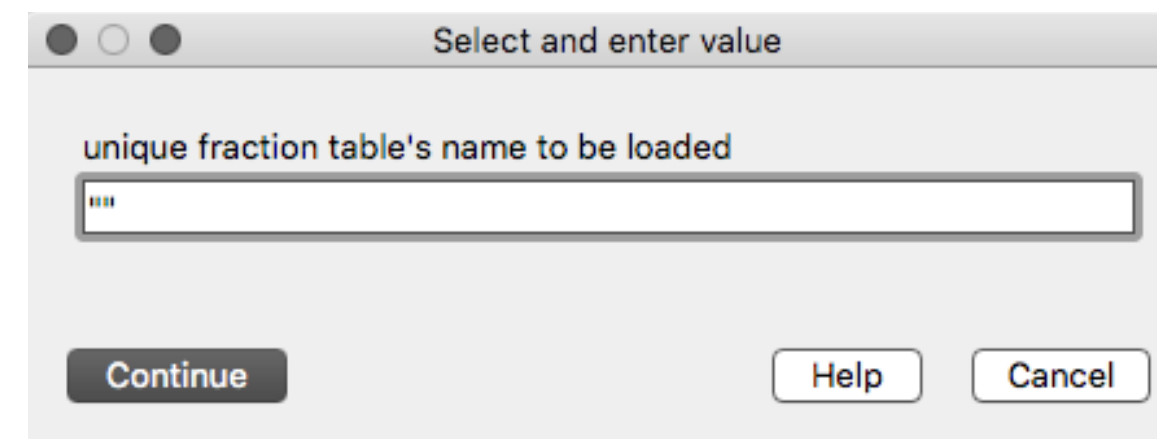 Select and enter value
unique fraction table's name to be loaded
""
Continue Help Cancel